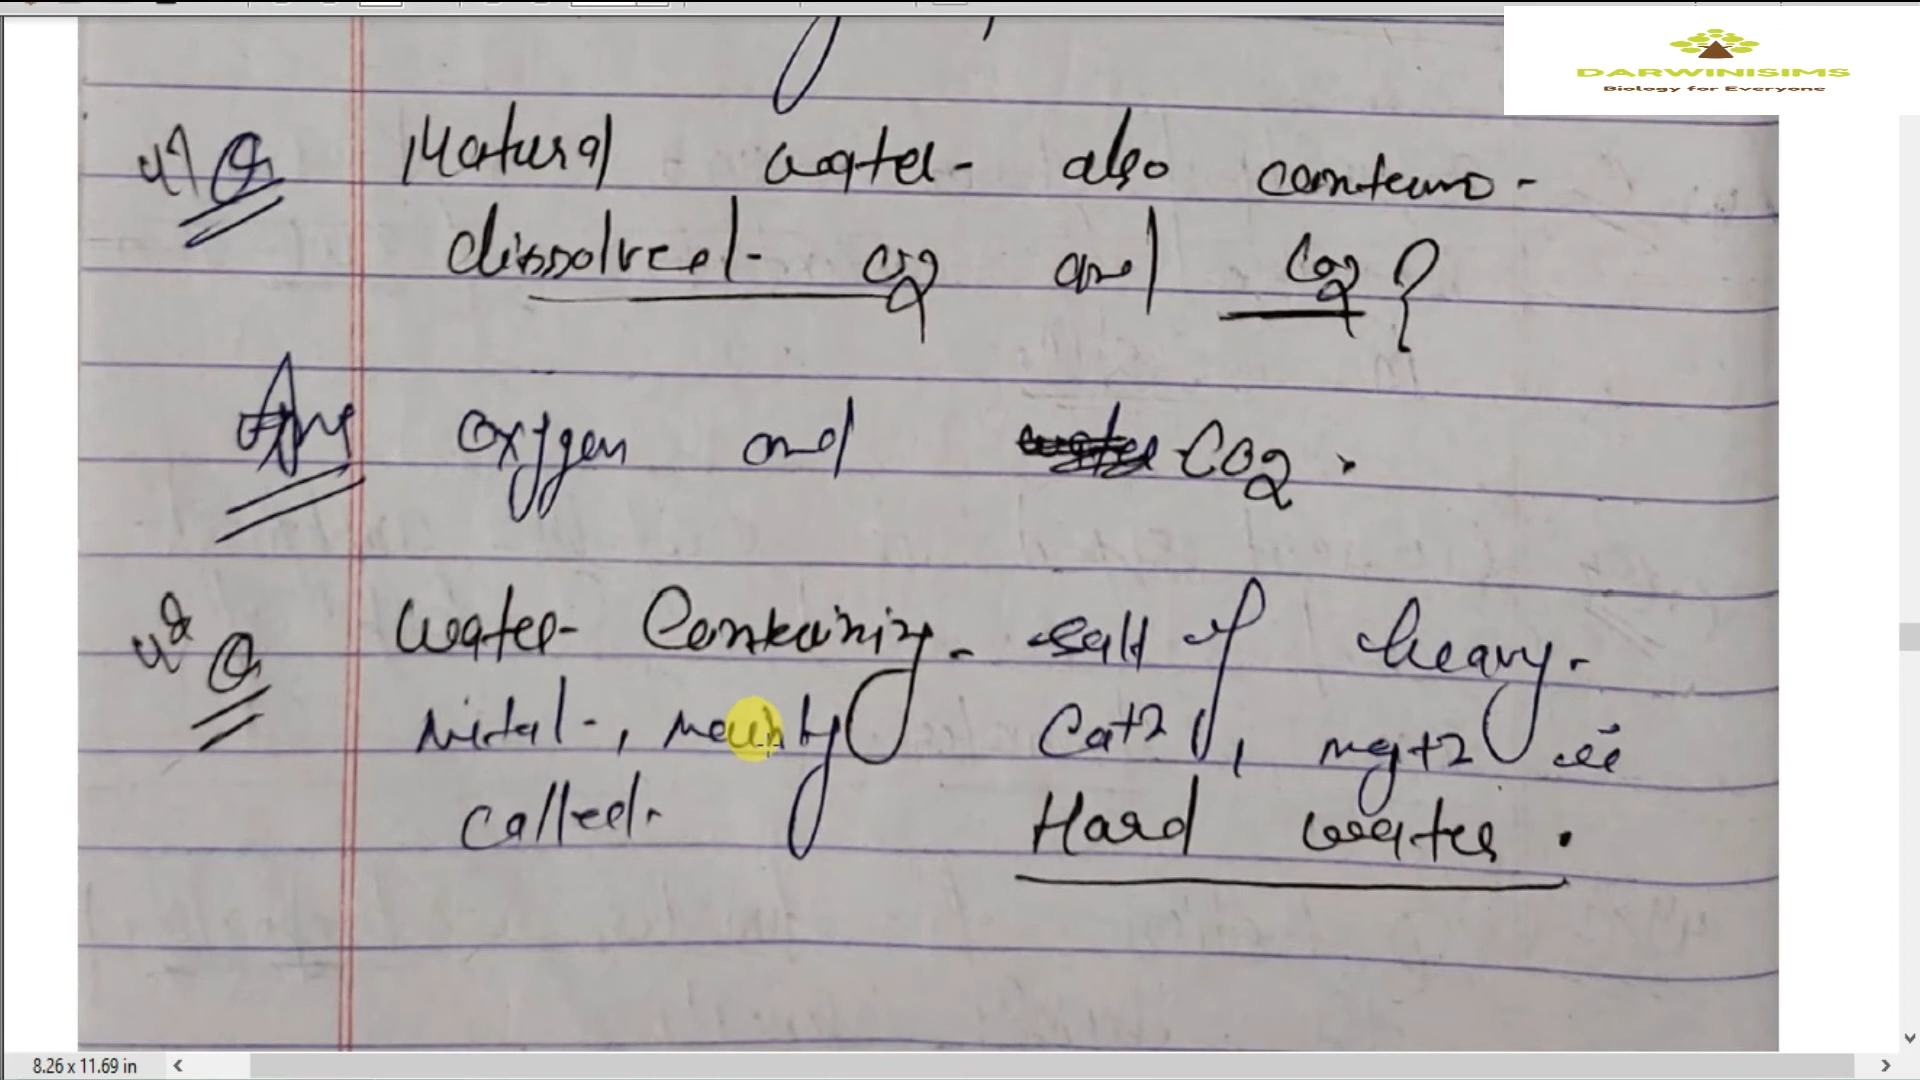 DARWINISIMS
Biology for Everyone
47 Q Natural water also contains
dissolved O2 and CO2?
Ans oxygen and CO2.
48 Q Water Containing salt of heavy
metal, mainly Ca+2, mg+2 is
called. Hard water.
8.26 x 11.69 in